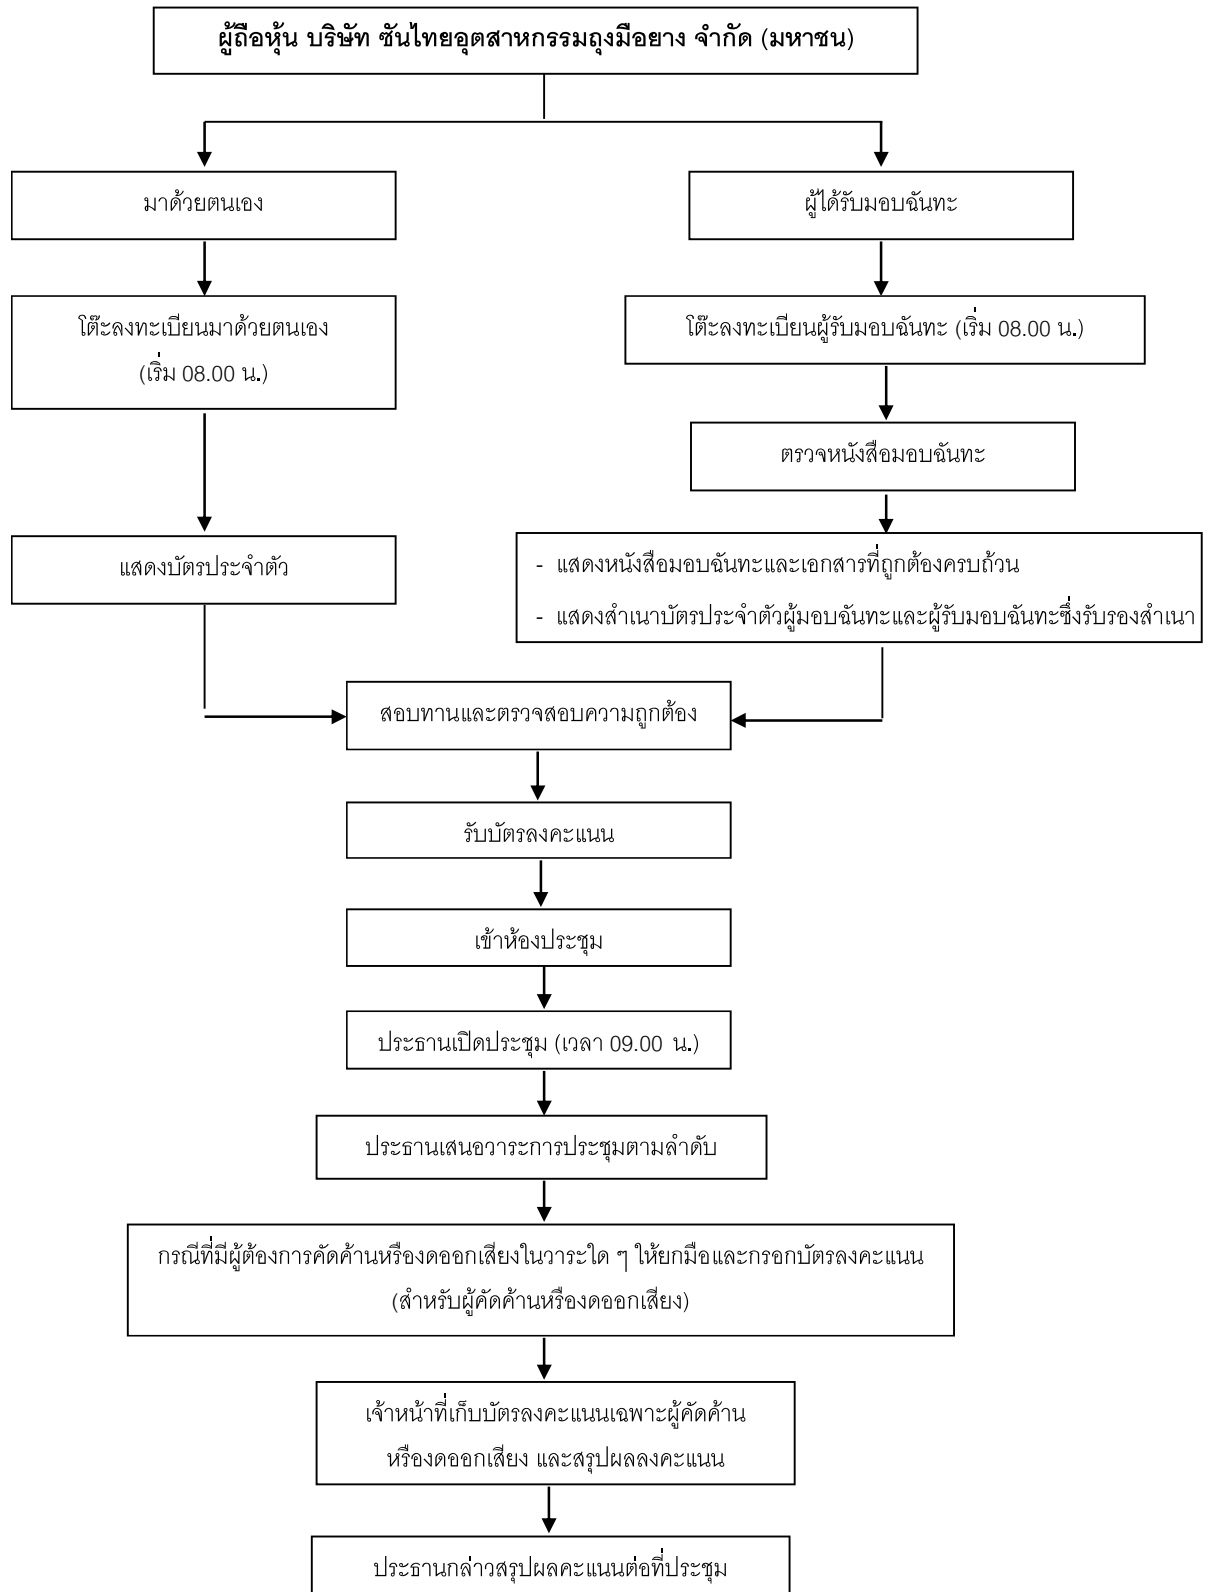 ผู้ถือหุ้น บริษัท ซันไทยอุตสาหกรรมถุงมือยาง จำกัด (มหาชน)
มาด้วยตนเอง
ผู้ได้รับมอบฉันทะ
โต๊ะลงทะเบียนมาด้วยตนเอง
(เริ่ม 08.00 น.)
โต๊ะลงทะเบียนผู้รับมอบฉันทะ (เริ่ม 08.00 น.)
ตรวจหนังสือมอบฉันทะ
แสดงบัตรประจำตัว
- แสดงหนังสือมอบฉันทะและเอกสารที่ถูกต้องครบถ้วน
- แสดงสำเนาบัตรประจำตัวผู้มอบฉันทะและผู้รับมอบฉันทะซึ่งรับรองสำเนา
สอบทานและตรวจสอบความถูกต้อง
รับบัตรลงคะแนน
เข้าห้องประชุม
ประธานเปิดประชุม (เวลา 09.00 น.)
ประธานเสนอวาระการประชุมตามลำดับ
กรณีที่มีผู้ต้องการคัดค้านหรืองดออกเสียงในวาระใด ๆ ให้ยกมือและกรอกบัตรลงคะแนน
(สำหรับผู้คัดค้านหรืองดออกเสียง)
เจ้าหน้าที่เก็บบัตรลงคะแนนเฉพาะผู้คัดค้าน
หรืองดออกเสียง และสรุปผลลงคะแนน
ประธานกล่าวสรุปผลคะแนนต่อที่ประชุม